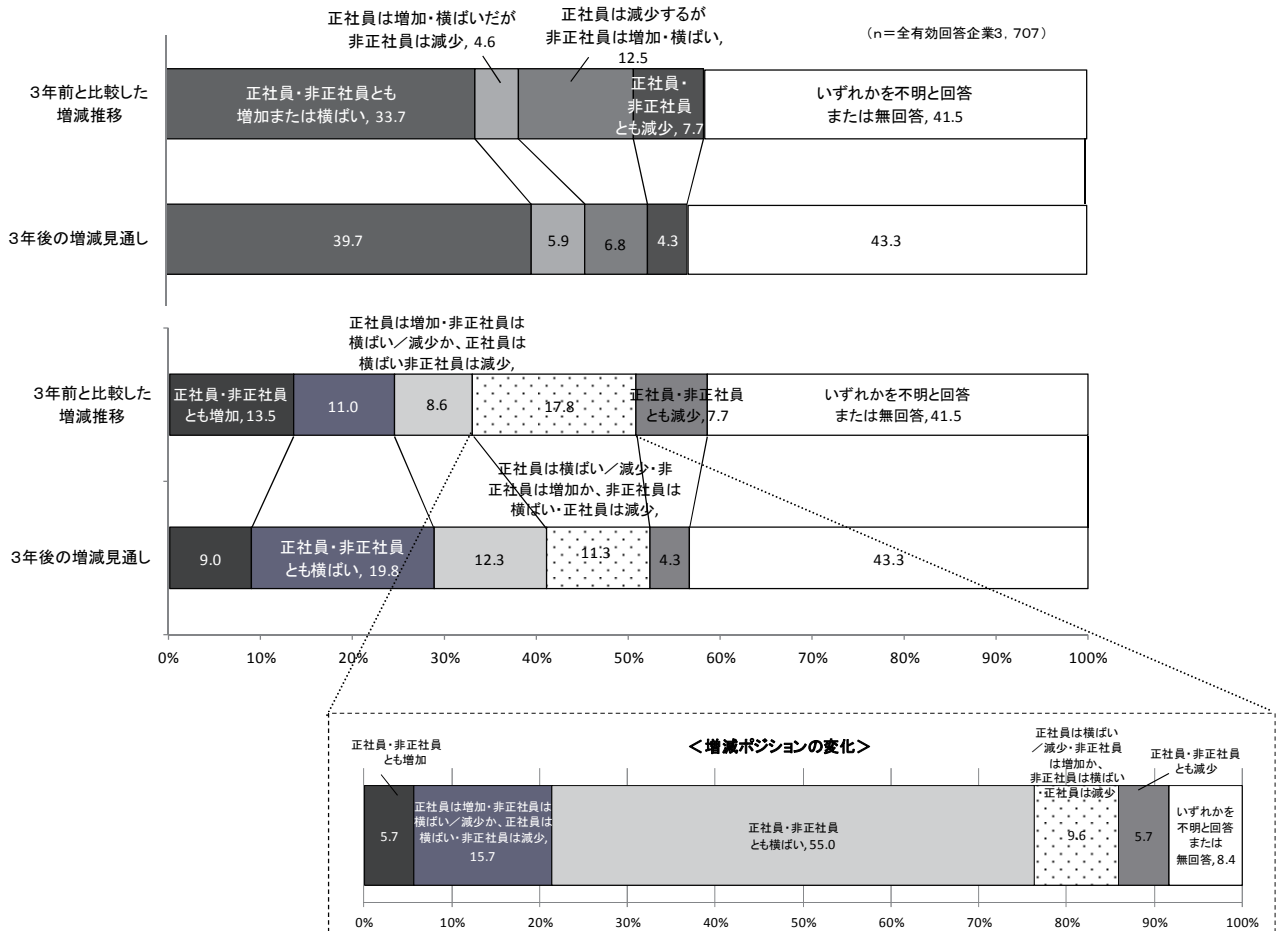 正社員は増加・横ばいだが
非正社員は減少, 4.6
正社員は減少するが
非正社員は増加・横ばい,
12.5
(n=全有効回答企業3, 707)
3年前と比較した
増減推移
正社員・非正社員とも
増加または横ばい, 33.7
正社員・
非正社員
とも減少, 7.7
いずれかを不明と回答
または無回答, 41.5
3年後の増減見通し
39.7
5.9
6.8
4.3
43.3
正社員は増加・非正社員は
横ばい/減少か、正社員は
横ばい非正社員は減少,
3年前と比較した
増減推移
正社員・非正社員
とも増加, 13.5
11.0
8.6
17.8
正社員・非正社員
とも減少, 7.7
いずれかを不明と回答
または無回答, 41.5
正社員は横ばい/減少・非
正社員は増加か、非正社員は
横ばい・正社員は減少,
3年後の増減見通し
9.0
正社員・非正社員
とも横ばい, 19.8
12.3
11.3
4.3
43.3
0% 10% 20% 30% 40% 50% 60% 70% 80% 90% 100%
<増減ポジションの変化>
正社員・非正社員
とも増加
正社員は横ばい
/減少・非正社員
は増加か、
非正社員は横ばい
・正社員は減少
正社員・非正社員
とも減少
5.7
正社員は増加・非正社員は
横ばい/減少か、正社員は
横ばい・非正社員は減少,
15.7
正社員・非正社員
とも横ばい, 55.0
9.6
5.7
いずれかを
不明と回答
または
無回答, 8.4
0% 10% 20% 30% 40% 50% 60% 70% 80% 90% 100%